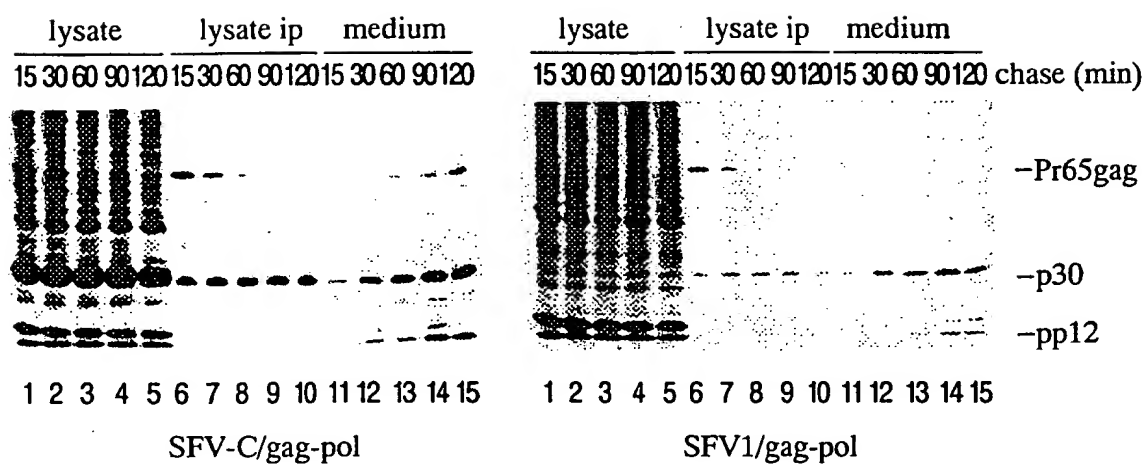 lysate lysate ip medium lysate lysate ip medium
15 30 60 90 120 15 30 60 90 120 15 30 60 90 120 15 30 60 90 120 15 30 60 90 120 15 30 60 90 120 chase (min)
–Pr65gag
–p30
–pp12
1 2 3 4 5 6 7 8 9 10 11 12 13 14 15 1 2 3 4 5 6 7 8 9 10 11 12 13 14 15
SFV-C/gag-pol SFV1/gag-pol